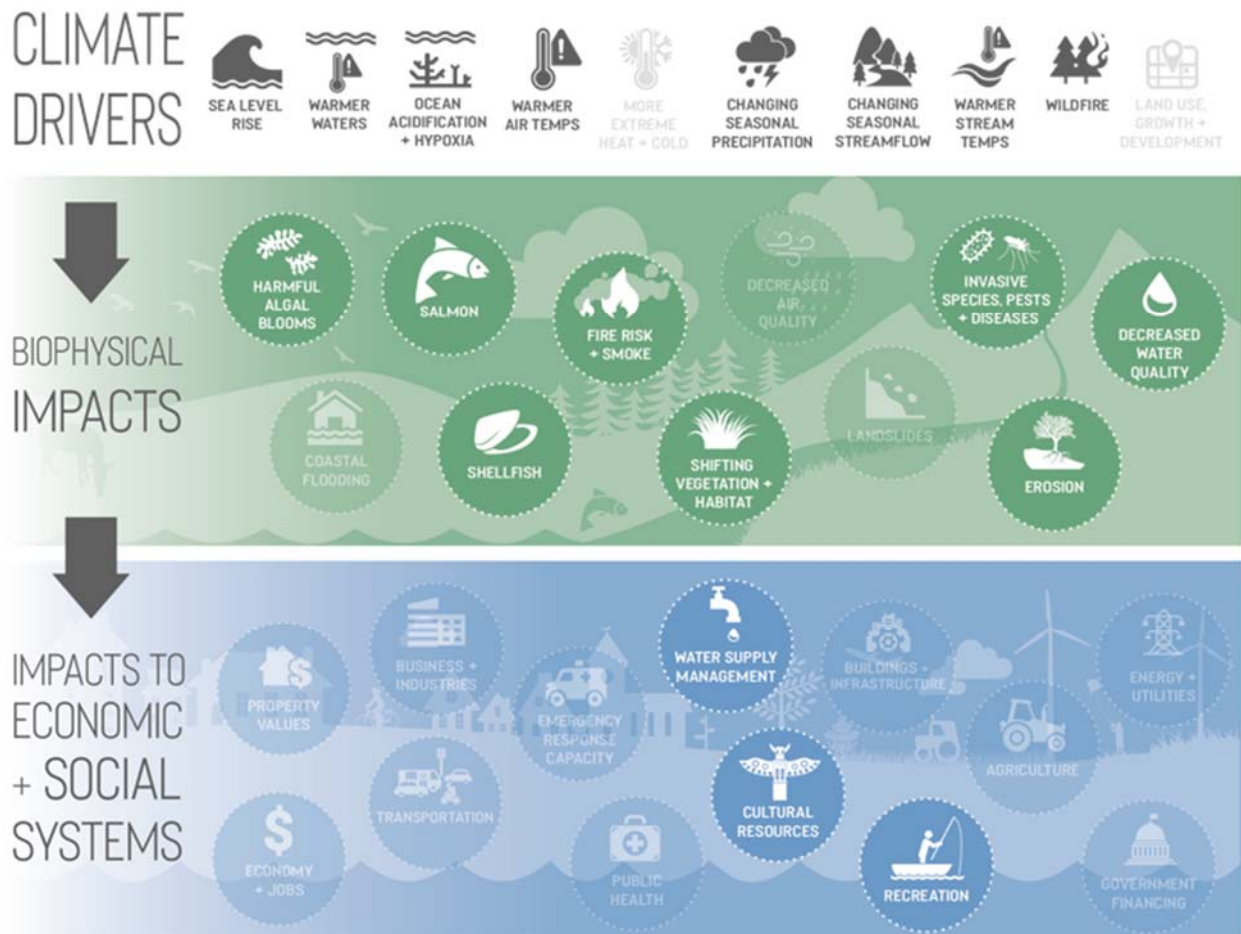 CLIMATE
DRIVERS
SEA LEVEL
RISE
WARMER
WATERS
OCEAN
ACIDIFICATION
+ HYPOXIA
WARMER
AIR TEMPS
MORE
EXTREME
HEAT + COLD
CHANGING
SEASONAL
PRECIPITATION
CHANGING
SEASONAL
STREAMFLOW
WARMER
STREAM
TEMPS
WILDFIRE
LAND USE,
GROWTH +
DEVELOPMENT
BIOPHYSICAL
IMPACTS
HARMFUL
ALGAL
BLOOMS
SALMON
FIRE RISK
+ SMOKE
DECREASED
AIR
QUALITY
INVASIVE
SPECIES, PESTS
+ DISEASES
DECREASED
WATER
QUALITY
COASTAL
FLOODING
SHELLFISH
SHIFTING
VEGETATION +
HABITAT
LANDSLIDES
EROSION
IMPACTS TO
ECONOMIC
+ SOCIAL
SYSTEMS
PROPERTY
VALUES
BUSINESS +
INDUSTRIES
EMERGENCY
RESPONSE
CAPACITY
WATER SUPPLY
MANAGEMENT
BUILDINGS +
INFRASTRUCTURE
ENERGY +
UTILITIES
AGRICULTURE
TRANSPORTATION
CULTURAL
RESOURCES
$
ECONOMY
+ JOBS
PUBLIC
HEALTH
RECREATION
GOVERNMENT
FINANCING